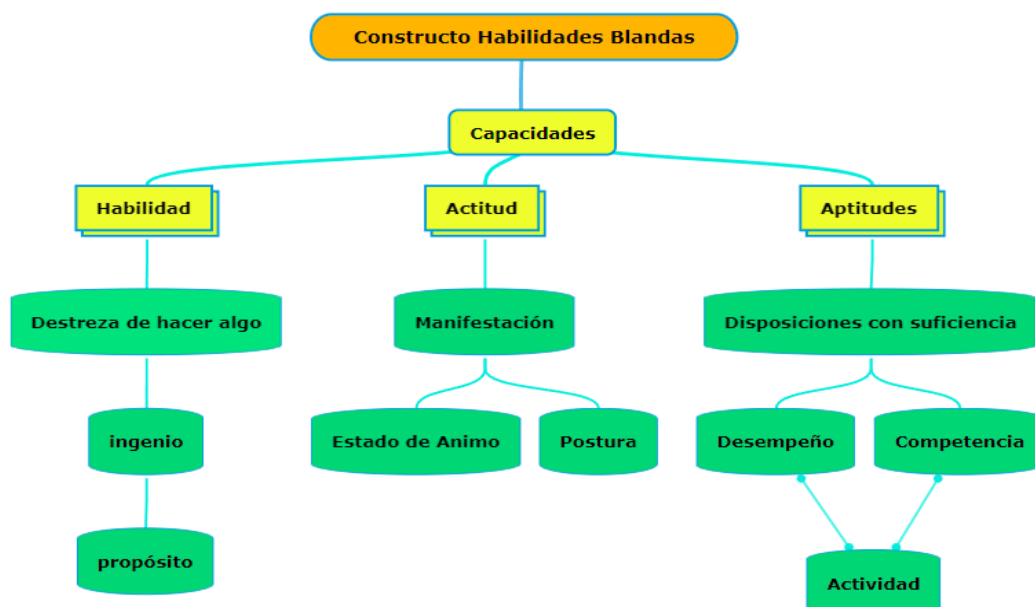 Constructo Habilidades Blandas
Capacidades
Habilidad
Actitud
Aptitudes
Destreza de hacer algo
Manifestación
Disposiciones con suficiencia
ingenio
Estado de Animo
Postura
Desempeño
Competencia
propósito
Actividad